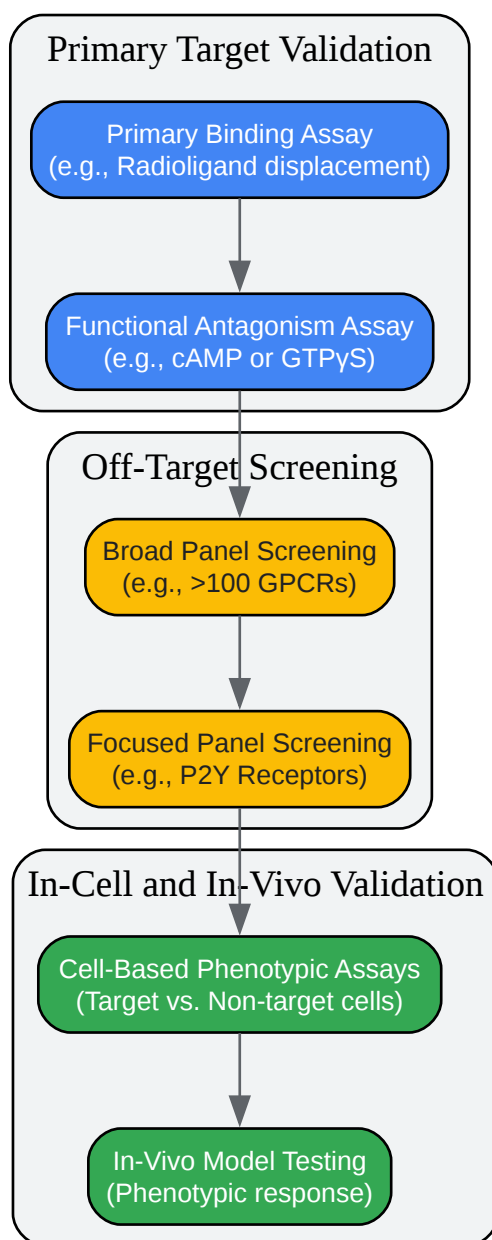 Primary Target Validation
Primary Binding Assay
(e.g., Radioligand displacement)
Functional Antagonism Assay
(e.g., cAMP or GTPγS)
Off-Target Screening
Broad Panel Screening
(e.g., >100 GPCRs)
Focused Panel Screening
(e.g., P2Y Receptors)
In-Cell and In-Vivo Validation
Cell-Based Phenotypic Assays
(Target vs. Non-target cells)
In-Vivo Model Testing
(Phenotypic response)